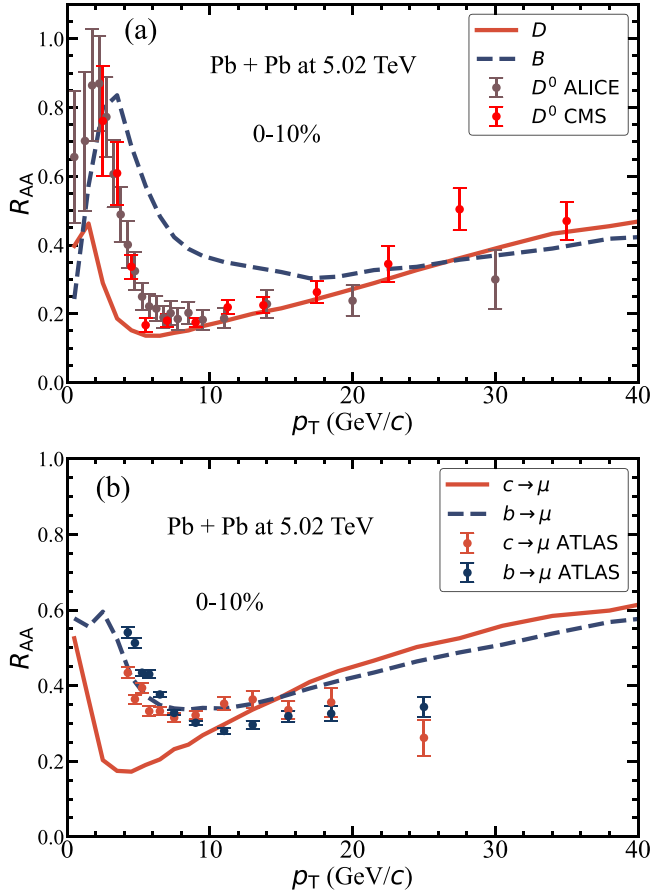 1.0
0.8
0.6
0.4
0.2
0.0
R_AA
(a)
Pb + Pb at 5.02 TeV
0-10%
D
B
D⁰ ALICE
D⁰ CMS
0 10 20 30 40
p_T (GeV/c)
1.0
0.8
0.6
0.4
0.2
0.0
R_AA
(b)
Pb + Pb at 5.02 TeV
0-10%
c→μ
b→μ
c→μ ATLAS
b→μ ATLAS
0 10 20 30 40
p_T (GeV/c)